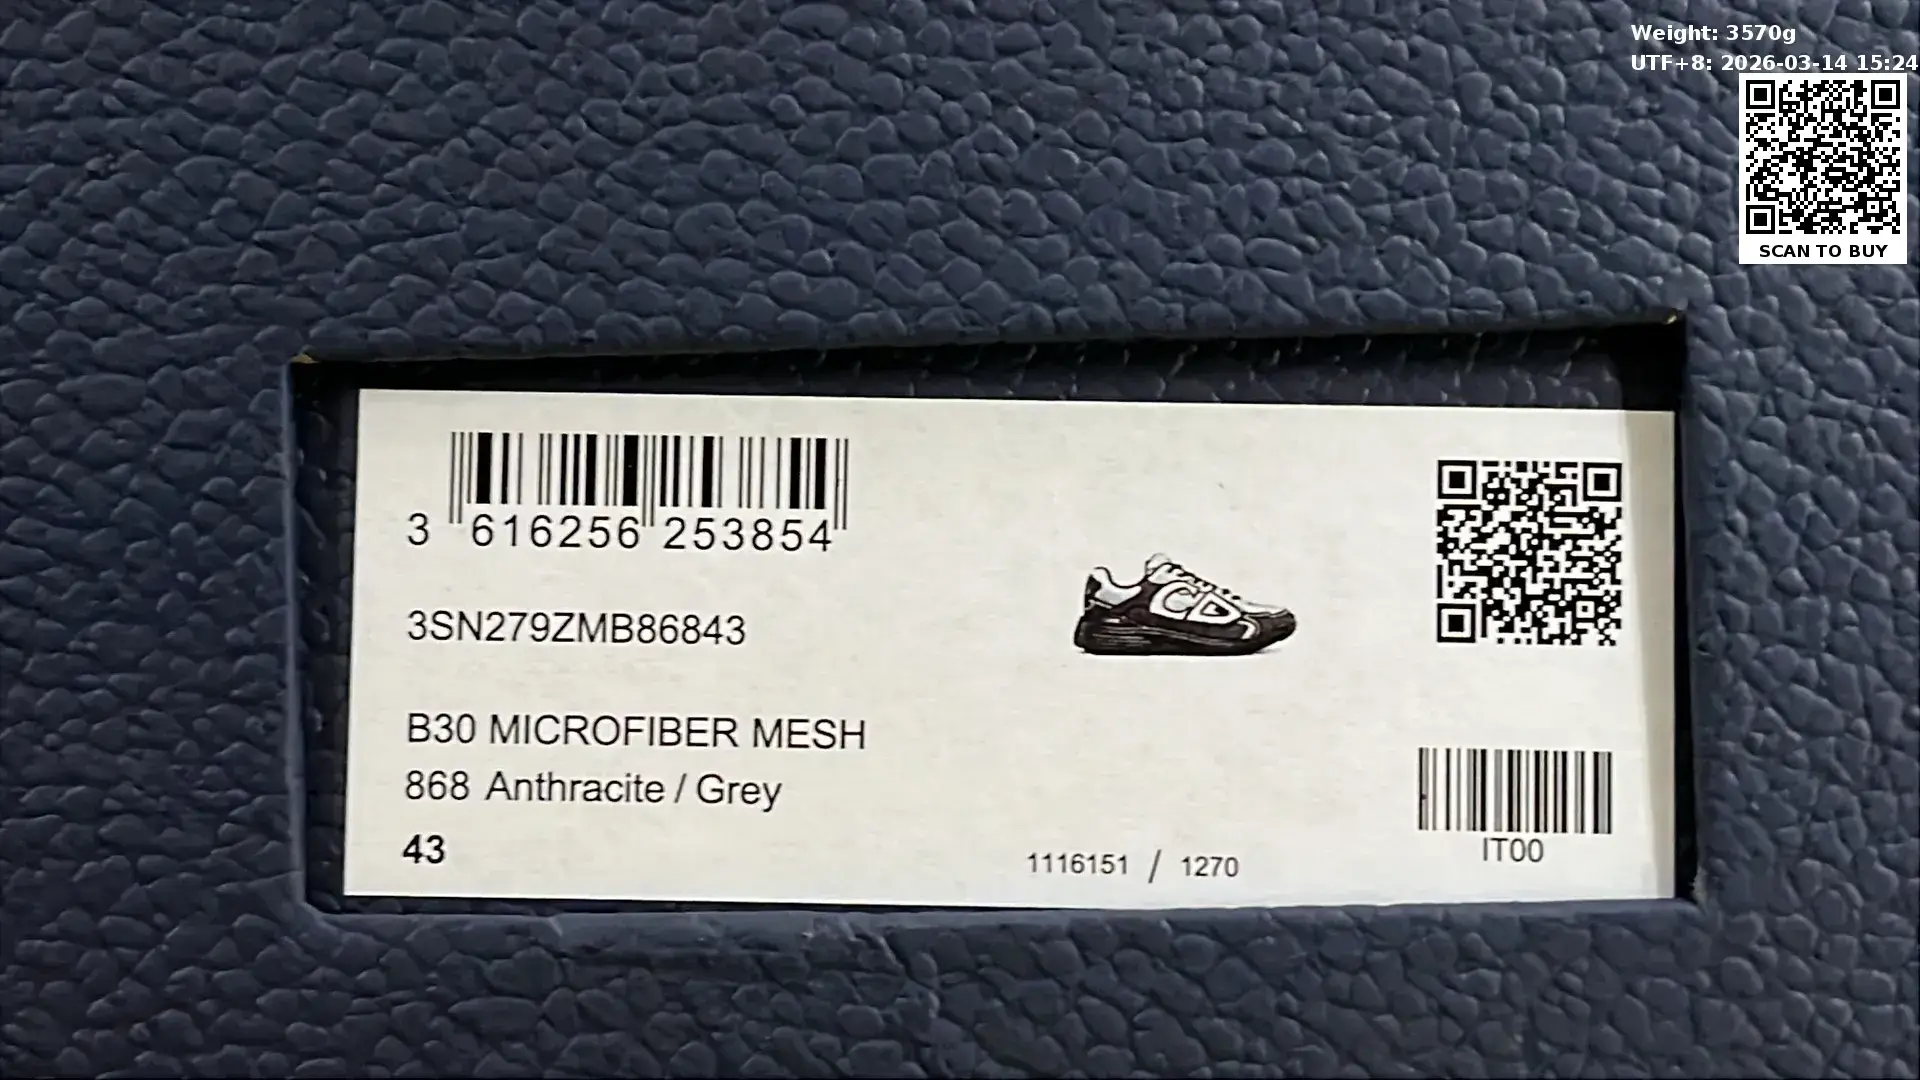 Weight: 3570g
UTF+8: 2026-03-14 15:24
SCAN TO BUY
3 616256 253854
3SN279ZMB86843
B30 MICROFIBER MESH
868 Anthracite / Grey
43
1116151 / 1270
IT00